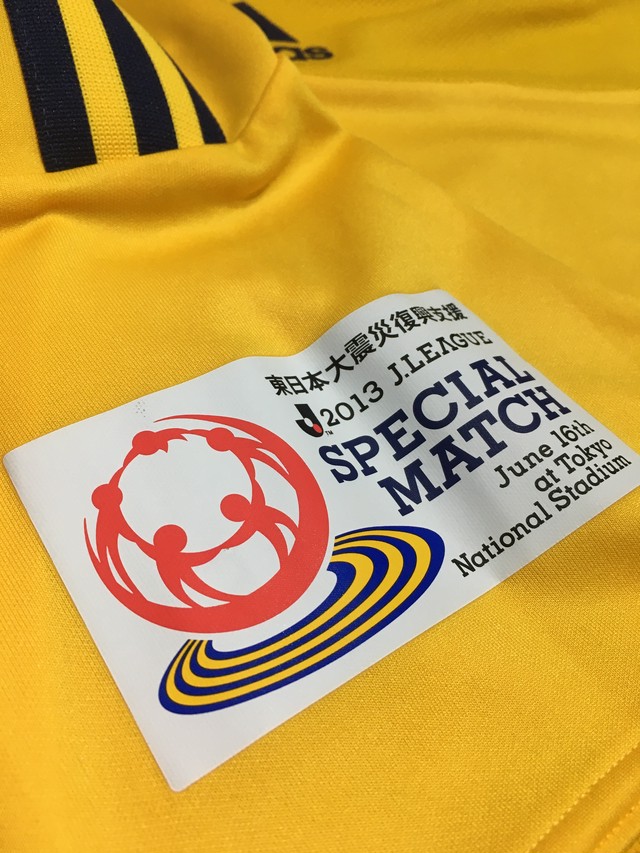 adidas
東日本大震災復興支援
2013 J.LEAGUE
SPECIAL
MATCH
June 16th
at Tokyo
National Stadium